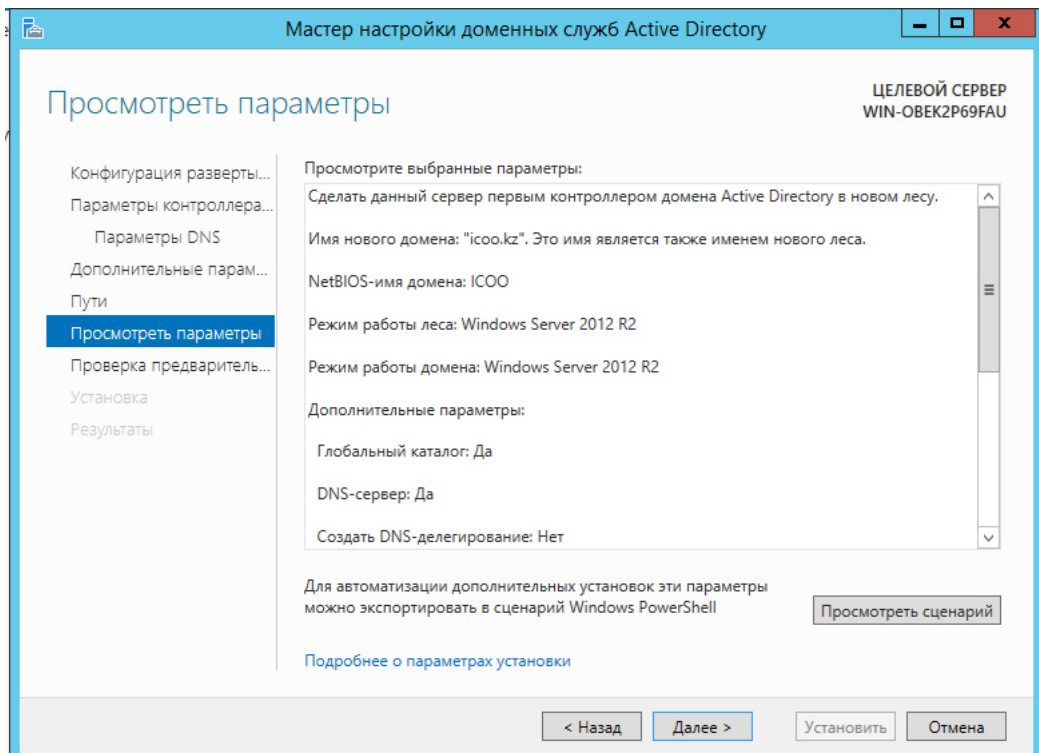 Мастер настройки доменных служб Active Directory
Просмотреть параметры
ЦЕЛЕВОЙ СЕРВЕР
WIN-OBEK2P69FAU
Конфигурация разверты...
Параметры контроллера...
Параметры DNS
Дополнительные парам...
Пути
Просмотреть параметры
Проверка предваритель...
Установка
Результаты
Просмотрите выбранные параметры:
Сделать данный сервер первым контроллером домена Active Directory в новом лесу.
Имя нового домена: "icoo.kz". Это имя является также именем нового леса.
NetBIOS-имя домена: ICOO
Режим работы леса: Windows Server 2012 R2
Режим работы домена: Windows Server 2012 R2
Дополнительные параметры:
Глобальный каталог: Да
DNS-сервер: Да
Создать DNS-делегирование: Нет
Для автоматизации дополнительных установок эти параметры
можно экспортировать в сценарий Windows PowerShell
Просмотреть сценарий
Подробнее о параметрах установки
< Назад
Далее >
Установить
Отмена